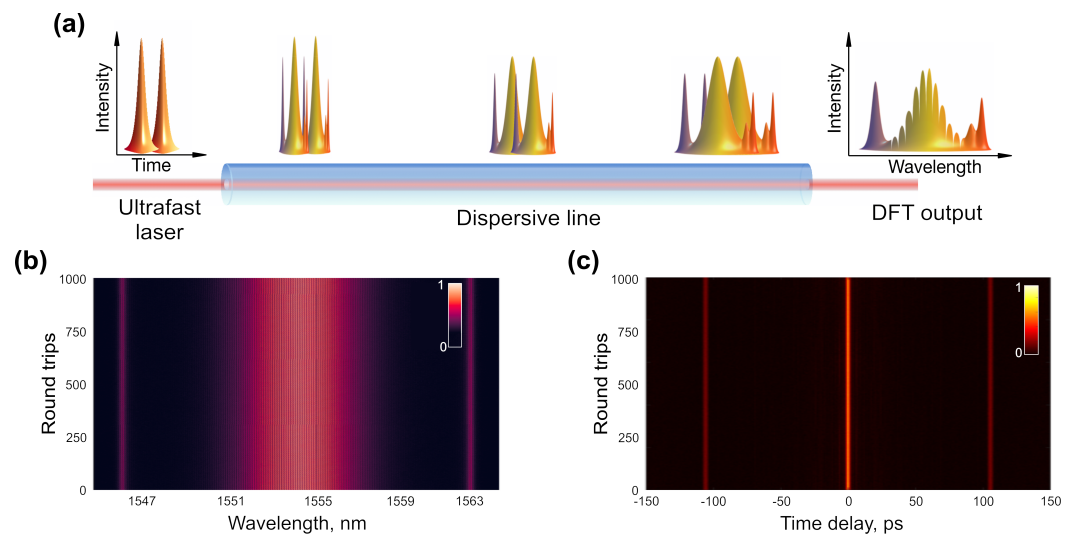 (a)
Intensity
Time
Intensity
Wavelength
Ultrafast
laser
Dispersive line
DFT output
(b)
1000
750
500
250
0
Round trips
1
0
1547
1551
1555
1559
1563
Wavelength, nm
(c)
1000
750
500
250
0
Round trips
1
0
-150
-100
-50
0
50
100
150
Time delay, ps